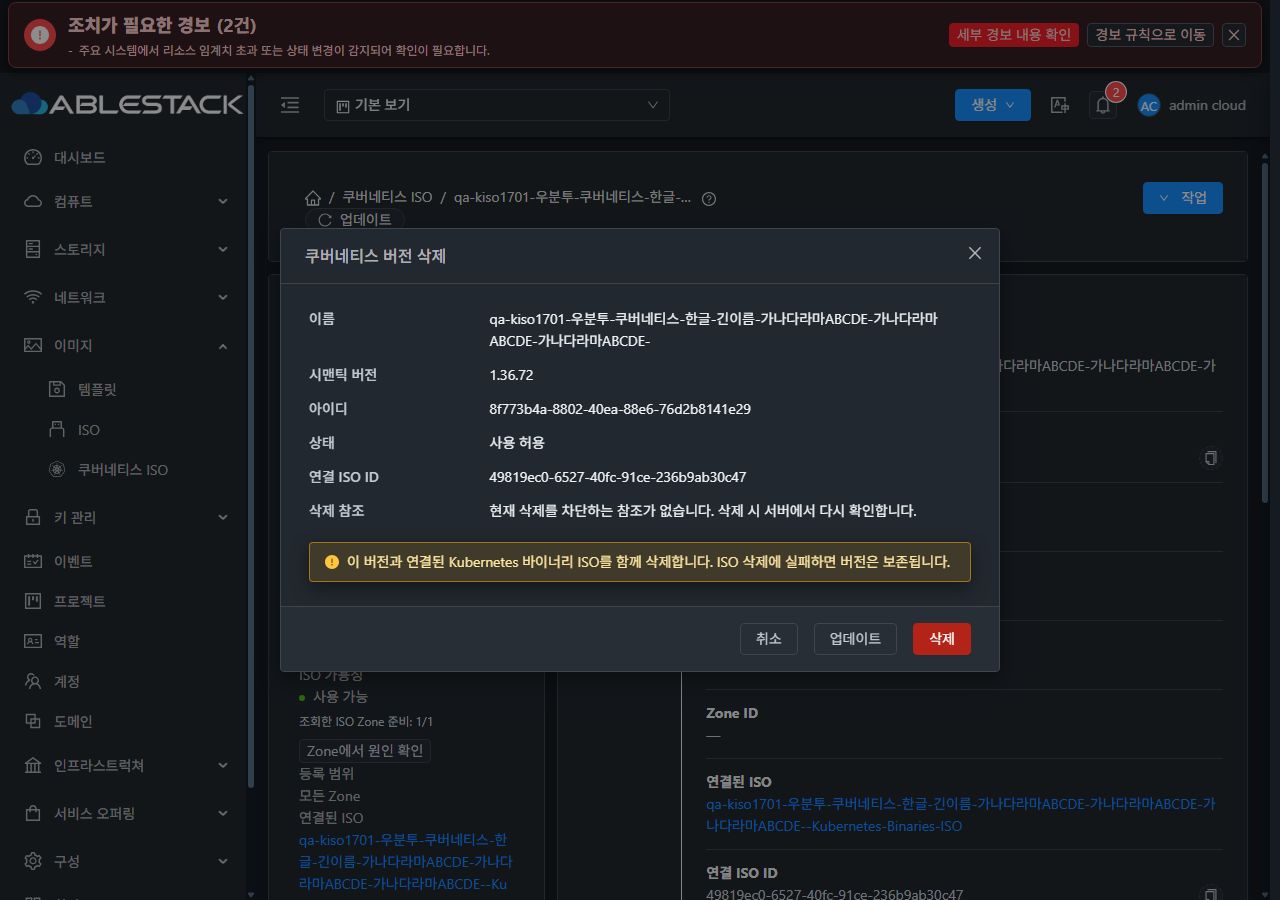 조치가 필요한 경보 (2건)
- 주요 시스템에서 리소스 임계치 초과 또는 상태 변경이 감지되어 확인이 필요합니다.
세부 경보 내용 확인
경보 규칙으로 이동
ABLESTACK
기본 보기
생성
2
AC
admin cloud
대시보드
컴퓨트
스토리지
네트워크
이미지
템플릿
ISO
쿠버네티스 ISO
키 관리
이벤트
프로젝트
역할
계정
도메인
인프라스트럭쳐
서비스 오퍼링
구성
/ 쿠버네티스 ISO / qa-kiso1701-우분투-쿠버네티스-한글-...
업데이트
작업
쿠버네티스 버전 삭제
이름
qa-kiso1701-우분투-쿠버네티스-한글-긴이름-가나다라마ABCDE-가나다라마
ABCDE-가나다라마ABCDE-
시맨틱 버전
1.36.72
아이디
8f773b4a-8802-40ea-88e6-76d2b8141e29
상태
사용 허용
연결 ISO ID
49819ec0-6527-40fc-91ce-236b9ab30c47
삭제 참조
현재 삭제를 차단하는 참조가 없습니다. 삭제 시 서버에서 다시 확인합니다.
이 버전과 연결된 Kubernetes 바이너리 ISO를 함께 삭제합니다. ISO 삭제에 실패하면 버전은 보존됩니다.
취소
업데이트
삭제
다라마ABCDE-가나다라마ABCDE-가
ISO 가용성
사용 가능
조회한 ISO Zone 준비: 1/1
Zone에서 원인 확인
등록 범위
모든 Zone
연결된 ISO
qa-kiso1701-우분투-쿠버네티스-한
글-긴이름-가나다라마ABCDE-가나다
라마ABCDE-가나다라마ABCDE--Ku
Zone ID
—
연결된 ISO
qa-kiso1701-우분투-쿠버네티스-한글-긴이름-가나다라마ABCDE-가나다라마ABCDE-가
나다라마ABCDE--Kubernetes-Binaries-ISO
연결 ISO ID
49819ec0-6527-40fc-91ce-236b9ab30c47